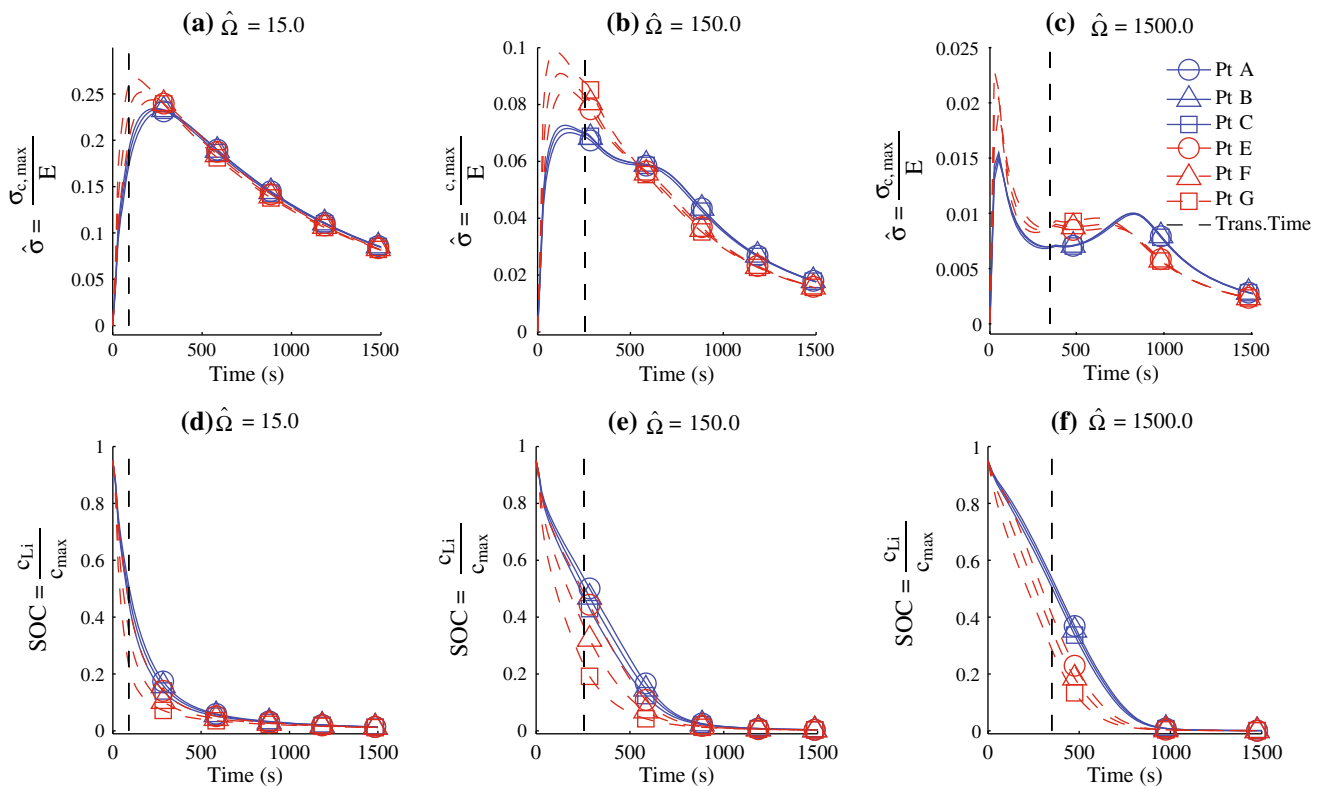 (a) Ω̂ = 15.0
σ̂ = σc, max / E
0.25
0.2
0.15
0.1
0.05
0
0 500 1000 1500
Time (s)
(b) Ω̂ = 150.0
σ̂ = c, max / E
0.1
0.08
0.06
0.04
0.02
0
0 500 1000 1500
Time (s)
(c) Ω̂ = 1500.0
σ̂ = σc, max / E
0.025
0.02
0.015
0.01
0.005
0
0 500 1000 1500
Time (s)
Pt A
Pt B
Pt C
Pt E
Pt F
Pt G
Trans.Time
(d) Ω̂ = 15.0
SOC = cLi / cmax
1
0.8
0.6
0.4
0.2
0
0 500 1000 1500
Time (s)
(e) Ω̂ = 150.0
SOC = cLi / cmax
1
0.8
0.6
0.4
0.2
0
0 500 1000 1500
Time (s)
(f) Ω̂ = 1500.0
SOC = cLi / cmax
1
0.8
0.6
0.4
0.2
0
0 500 1000 1500
Time (s)